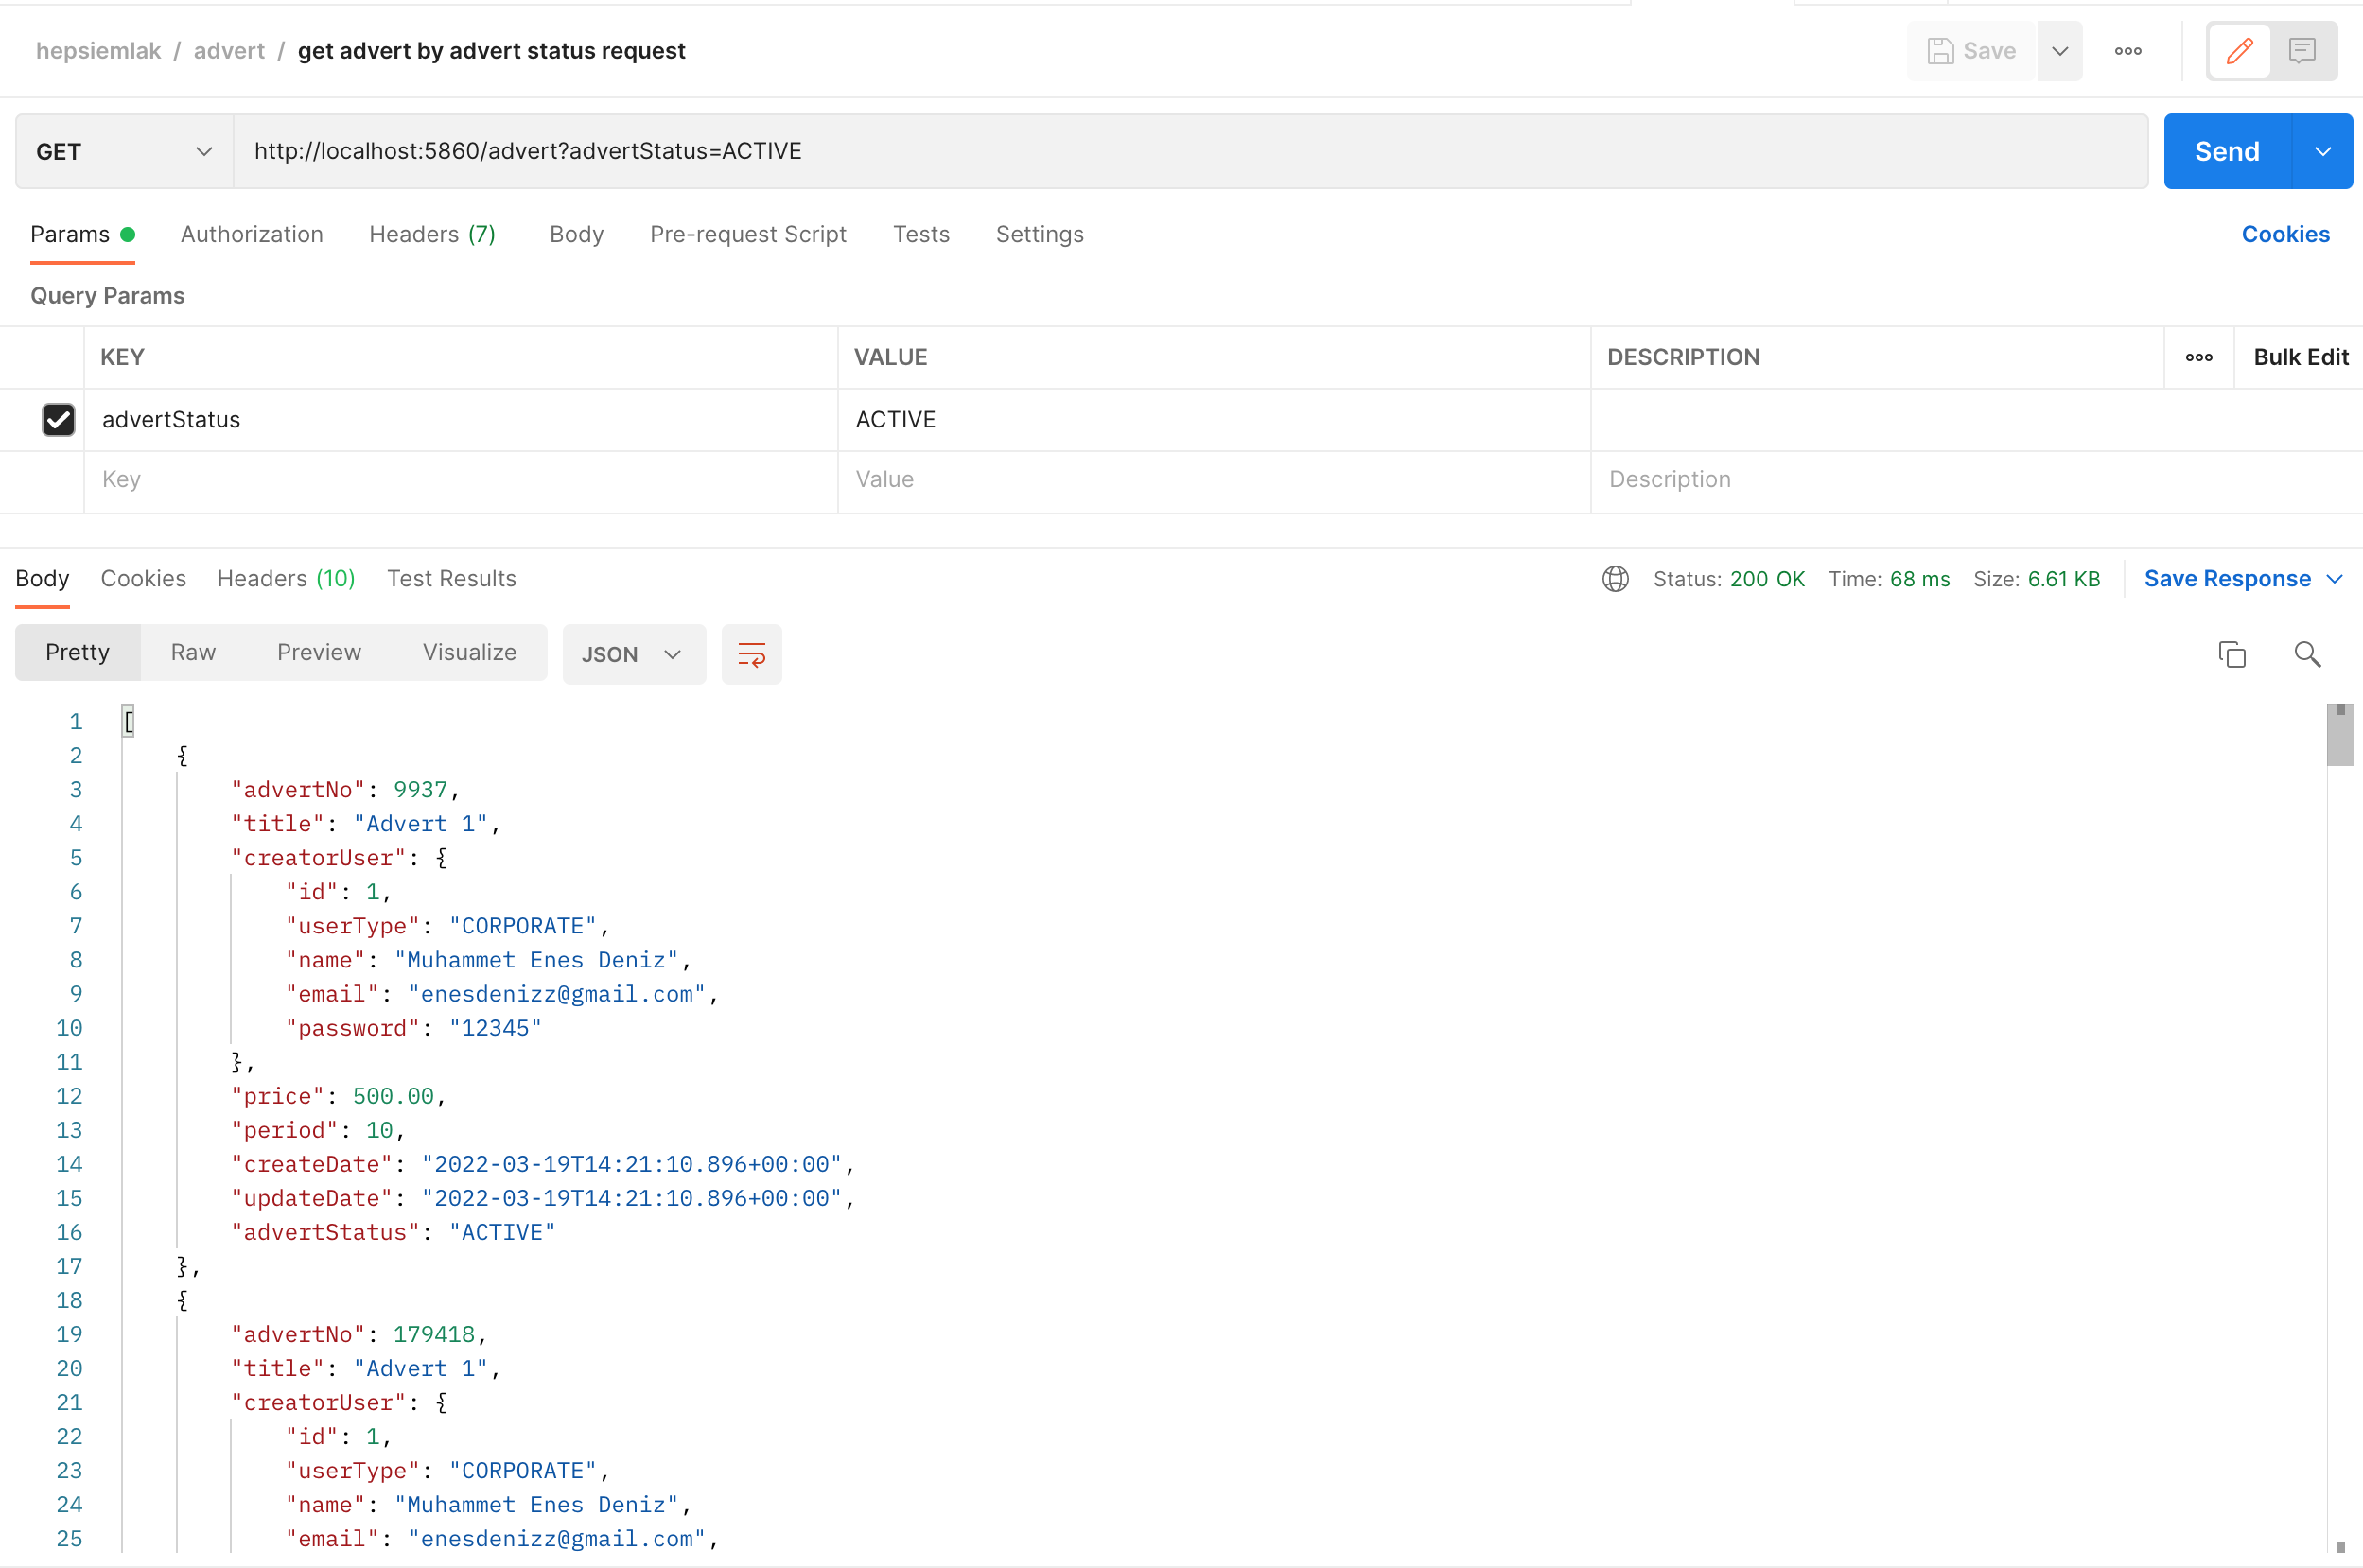 hepsiemlak / advert / get advert by advert status request
Save
GET http://localhost:5860/advert?advertStatus=ACTIVE Send
Params Authorization Headers (7) Body Pre-request Script Tests Settings Cookies
Query Params
KEY VALUE DESCRIPTION Bulk Edit
advertStatus ACTIVE
Key Value Description
Body Cookies Headers (10) Test Results Status: 200 OK Time: 68 ms Size: 6.61 KB Save Response
Pretty Raw Preview Visualize JSON
1 [
2 {
3 "advertNo": 9937,
4 "title": "Advert 1",
5 "creatorUser": {
6 "id": 1,
7 "userType": "CORPORATE",
8 "name": "Muhammet Enes Deniz",
9 "email": "enesdenizz@gmail.com",
10 "password": "12345"
11 },
12 "price": 500.00,
13 "period": 10,
14 "createDate": "2022-03-19T14:21:10.896+00:00",
15 "updateDate": "2022-03-19T14:21:10.896+00:00",
16 "advertStatus": "ACTIVE"
17 },
18 {
19 "advertNo": 179418,
20 "title": "Advert 1",
21 "creatorUser": {
22 "id": 1,
23 "userType": "CORPORATE",
24 "name": "Muhammet Enes Deniz",
25 "email": "enesdenizz@gmail.com",